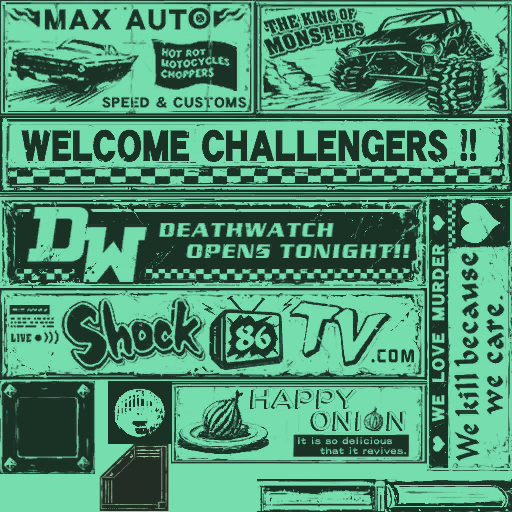 MAX AUTO
HOT ROT
MOTOCYCLES
CHOPPERS
SPEED & CUSTOMS
THE KING OF
MONSTERS
WELCOME CHALLENGERS !!
DW
DEATHWATCH
OPENS TONIGHT!!
LIVE
Shock 86 TV.COM
HAPPY
ONION
It is so delicious
that it revives.
WE LOVE MURDER
We kill because
we care.